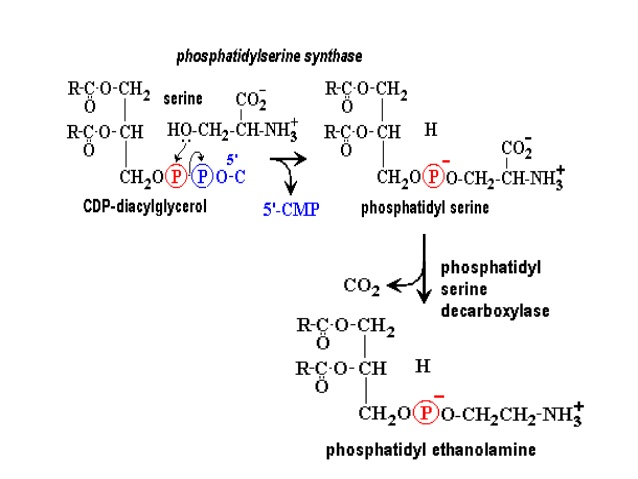 phosphatidylserine synthase
R-C-O-CH2
O
serine
CO2−
R-C-O-CH
O
HO-CH2-CH-NH3+
CH2O P P O-C
5'
CDP-diacylglycerol
5'-CMP
R-C-O-CH2
O
R-C-O-CH H
O
CO2−
CH2O P− O-CH2-CH-NH3+
phosphatidyl serine
CO2
phosphatidyl
serine
decarboxylase
R-C-O-CH2
O
R-C-O-CH H
O
CH2O P− O-CH2CH2-NH3+
phosphatidyl ethanolamine